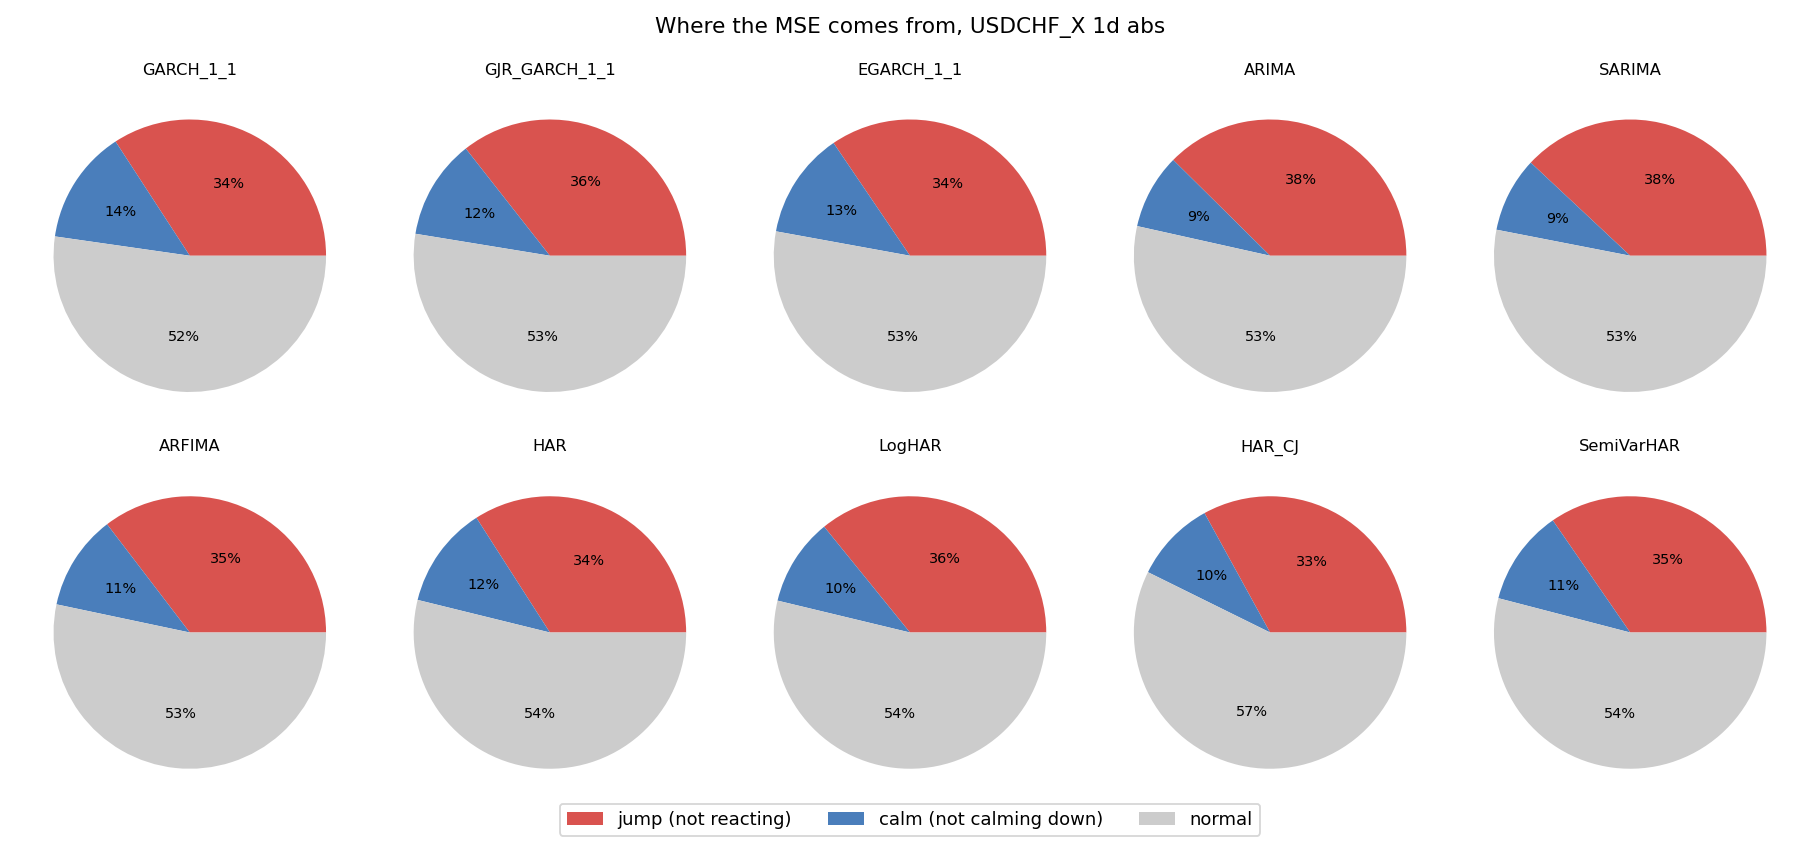 Where the MSE comes from, USDCHF_X 1d abs
GARCH_1_1
GJR_GARCH_1_1
EGARCH_1_1
ARIMA
SARIMA
34%
14%
52%
36%
12%
53%
34%
13%
53%
38%
9%
53%
38%
9%
53%
ARFIMA
HAR
LogHAR
HAR_CJ
SemiVarHAR
35%
11%
53%
34%
12%
54%
36%
10%
54%
33%
10%
57%
35%
11%
54%
jump (not reacting)
calm (not calming down)
normal